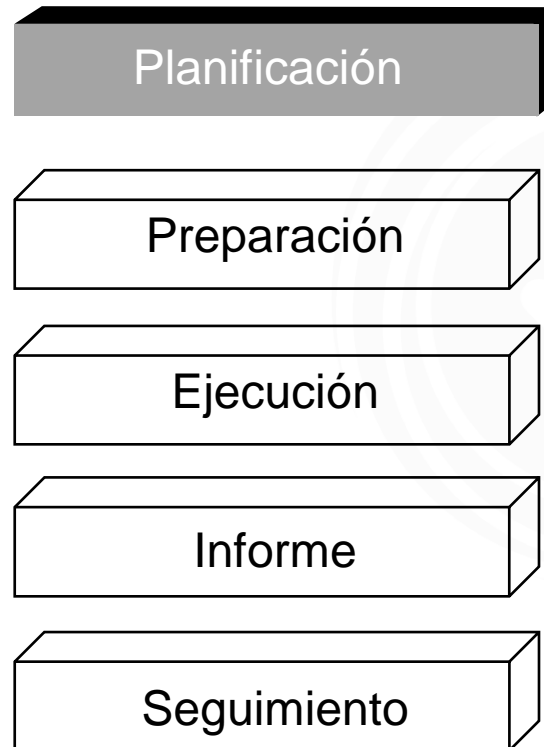 Planificación
Preparación
Ejecución
Informe
Seguimiento